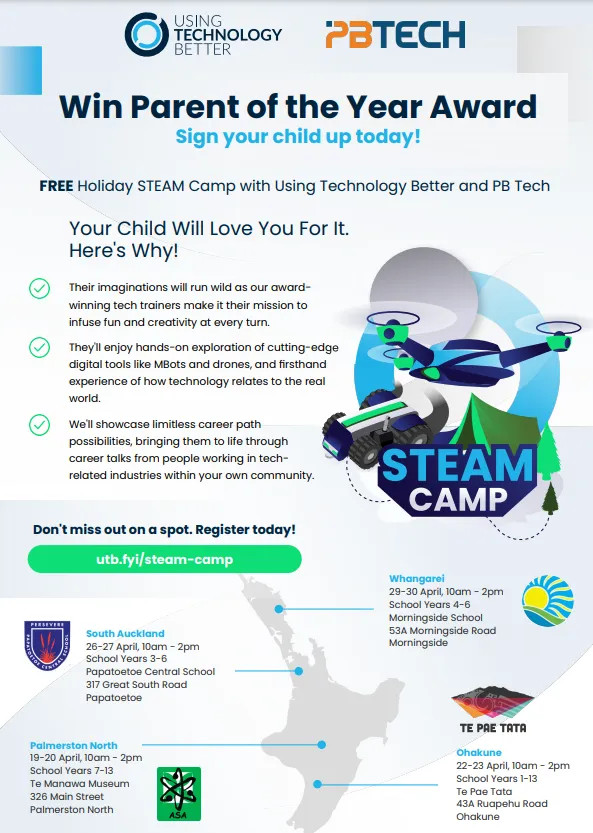 USING
TECHNOLOGY
BETTER
PBTECH
Win Parent of the Year Award
Sign your child up today!
FREE Holiday STEAM Camp with Using Technology Better and PB Tech
Your Child Will Love You For It.
Here's Why!
Their imaginations will run wild as our award-
winning tech trainers make it their mission to
infuse fun and creativity at every turn.
They'll enjoy hands-on exploration of cutting-edge
digital tools like MBots and drones, and firsthand
experience of how technology relates to the real
world.
We'll showcase limitless career path
possibilities, bringing them to life through
career talks from people working in tech-
related industries within your own community.
STEAM
CAMP
Don't miss out on a spot. Register today!
utb.fyi/steam-camp
Whangarei
29-30 April, 10am - 2pm
School Years 4-6
Morningside School
53A Morningside Road
Morningside
PERSEVERE
PAPATOETOE CENTRAL SCHOOL
South Auckland
26-27 April, 10am - 2pm
School Years 3-6
Papatoetoe Central School
317 Great South Road
Papatoetoe
TE PAE TATA
Palmerston North
19-20 April, 10am - 2pm
School Years 7-13
Te Manawa Museum
326 Main Street
Palmerston North
ASA
Ohakune
22-23 April, 10am - 2pm
School Years 1-13
Te Pae Tata
43A Ruapehu Road
Ohakune